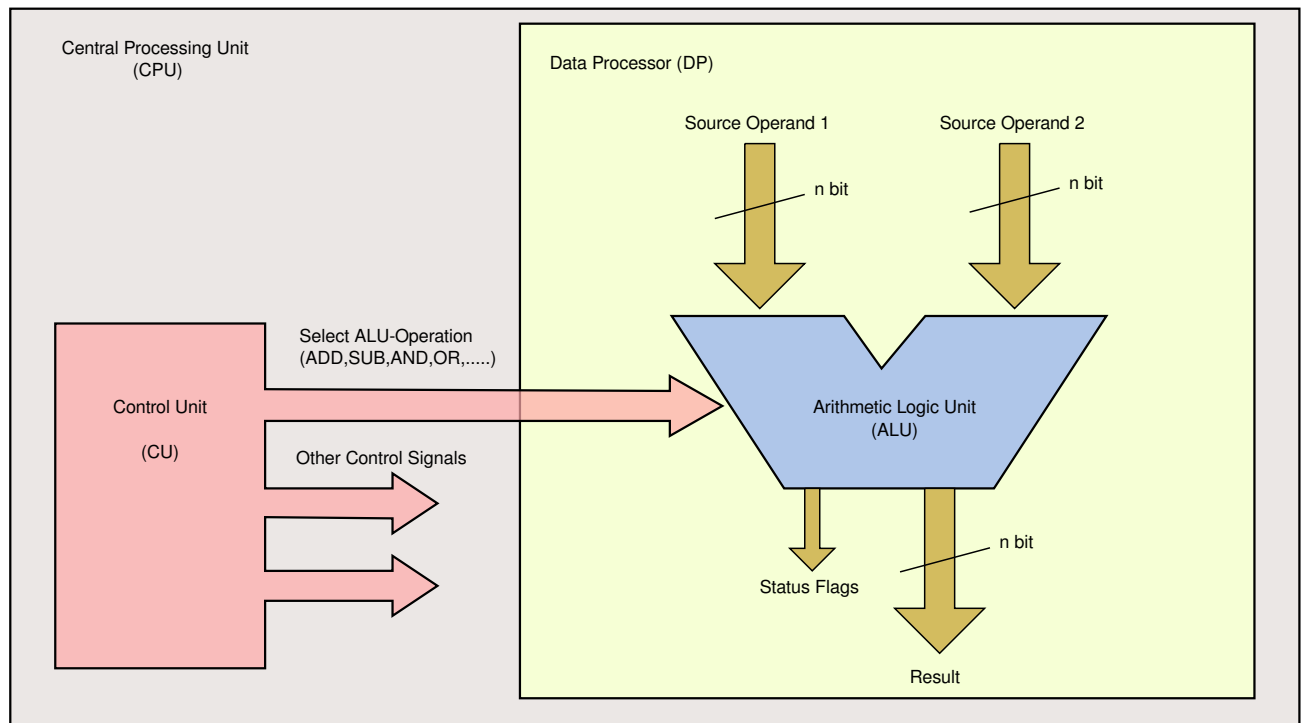 Central Processing Unit
(CPU)
Data Processor (DP)
Source Operand 1
Source Operand 2
n bit
n bit
Select ALU-Operation
(ADD,SUB,AND,OR,.....)
Control Unit
(CU)
Arithmetic Logic Unit
(ALU)
Other Control Signals
n bit
Status Flags
Result